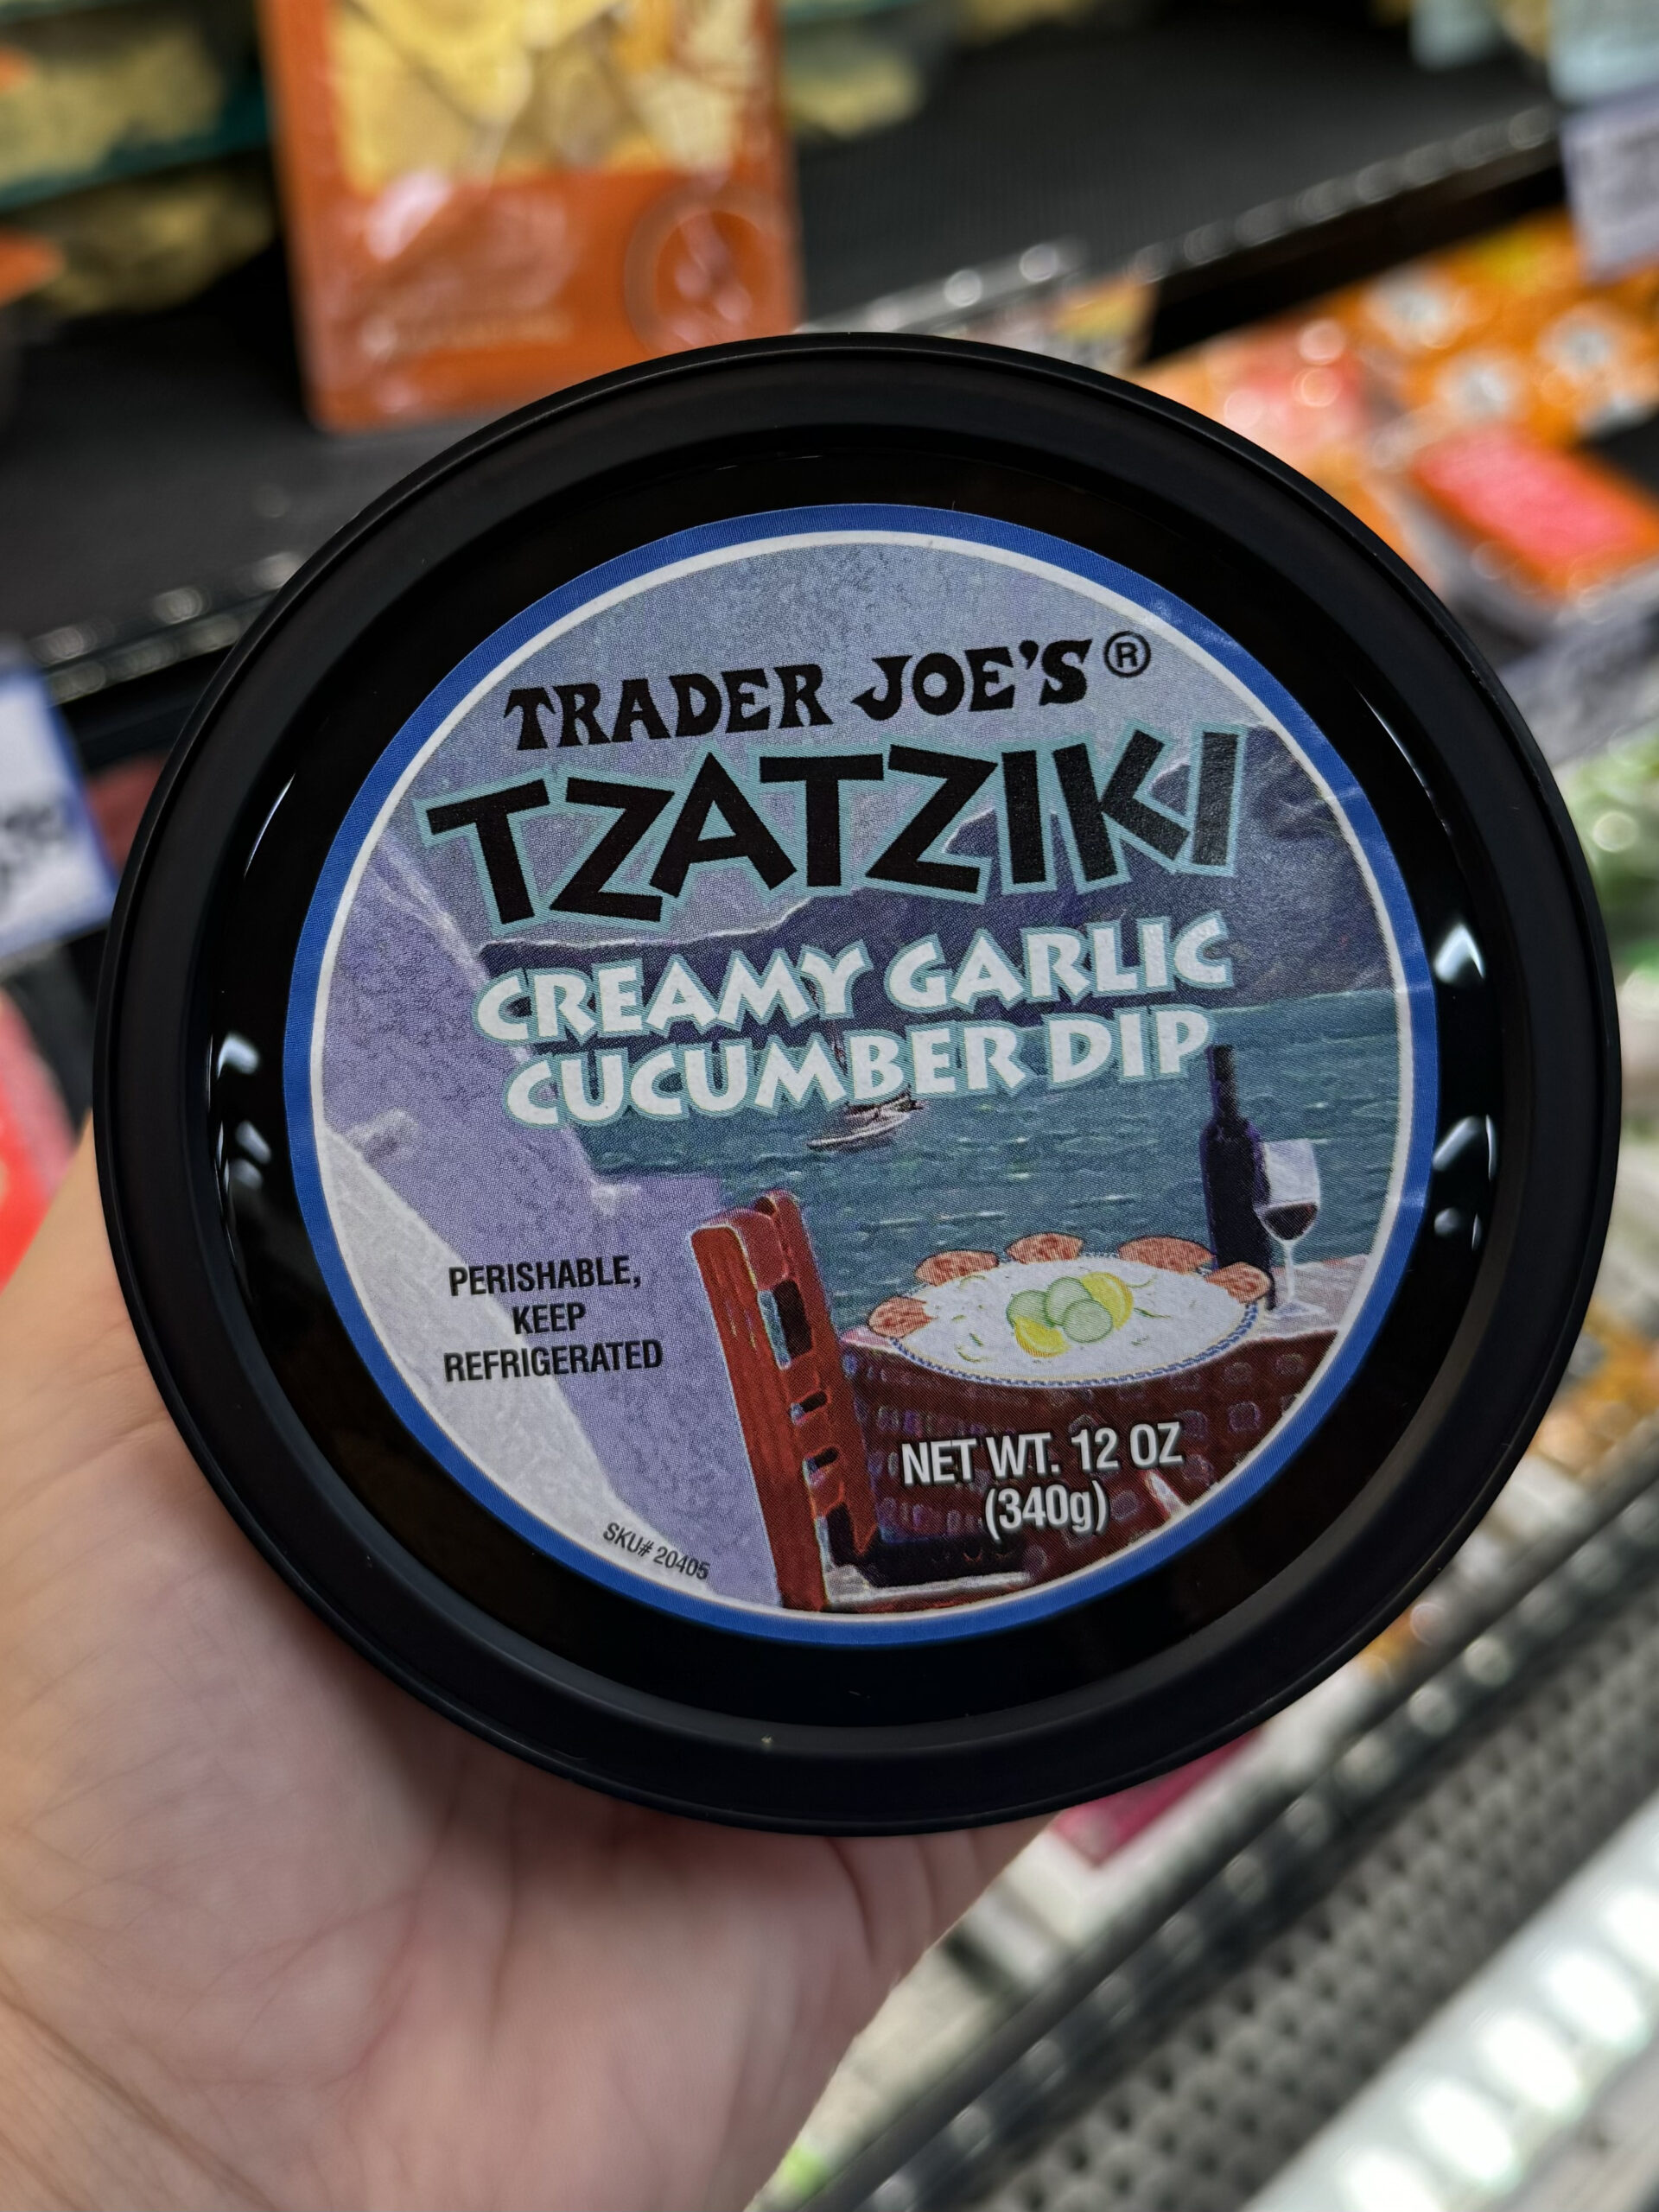 TRADER JOE'S®
TZATZIKI
CREAMY GARLIC
CUCUMBER DIP
PERISHABLE,
KEEP
REFRIGERATED
NET WT. 12 OZ
(340g)
SKU# 20405